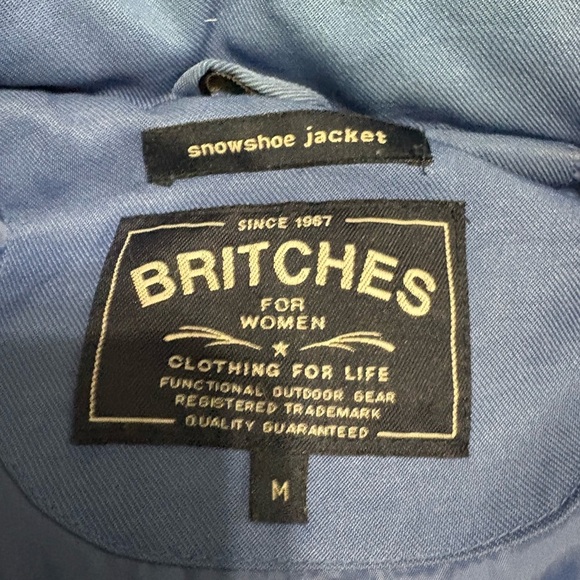 snowshoe jacket
SINCE 1967
BRITCHES
FOR
WOMEN
CLOTHING FOR LIFE
FUNCTIONAL OUTDOOR GEAR
REGISTERED TRADEMARK
QUALITY GUARANTEED
M